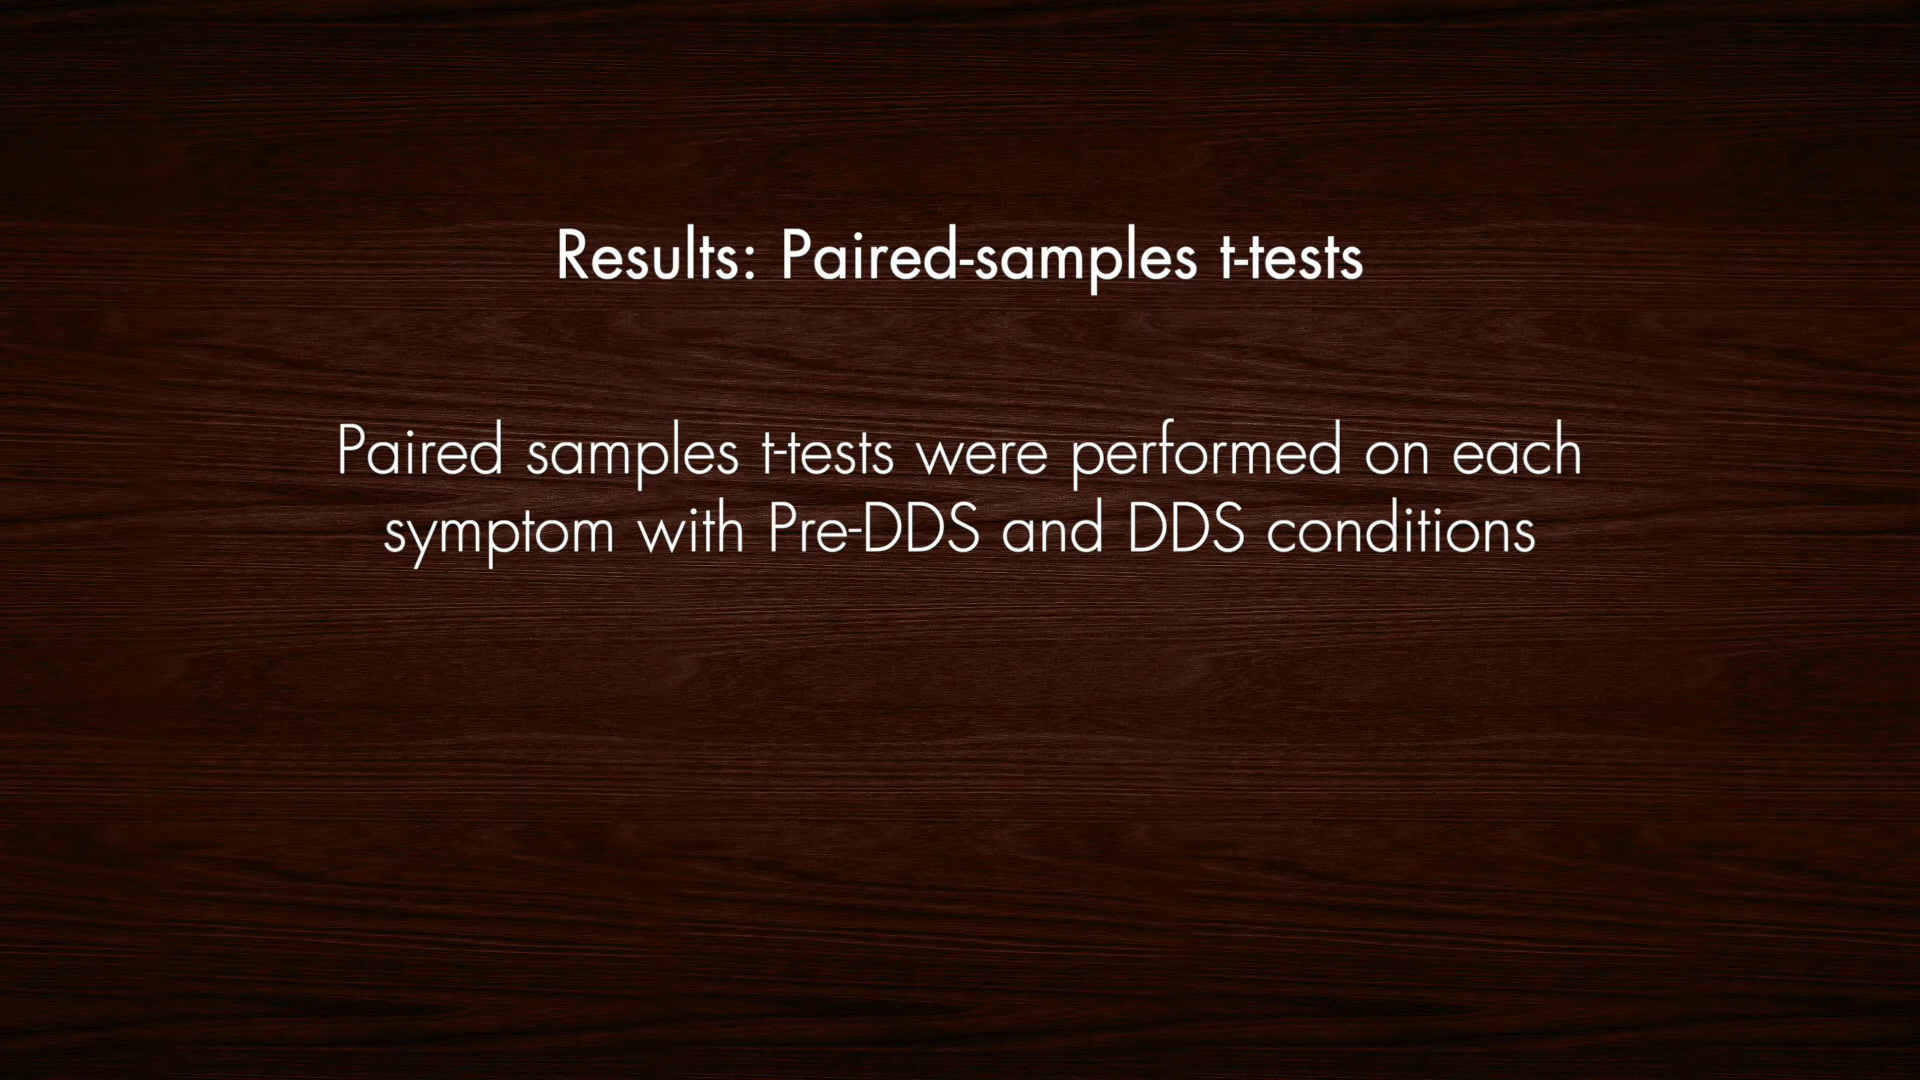 Results: Paired-samples t-tests
Paired samples t-tests were performed on each
symptom with Pre-DDS and DDS conditions